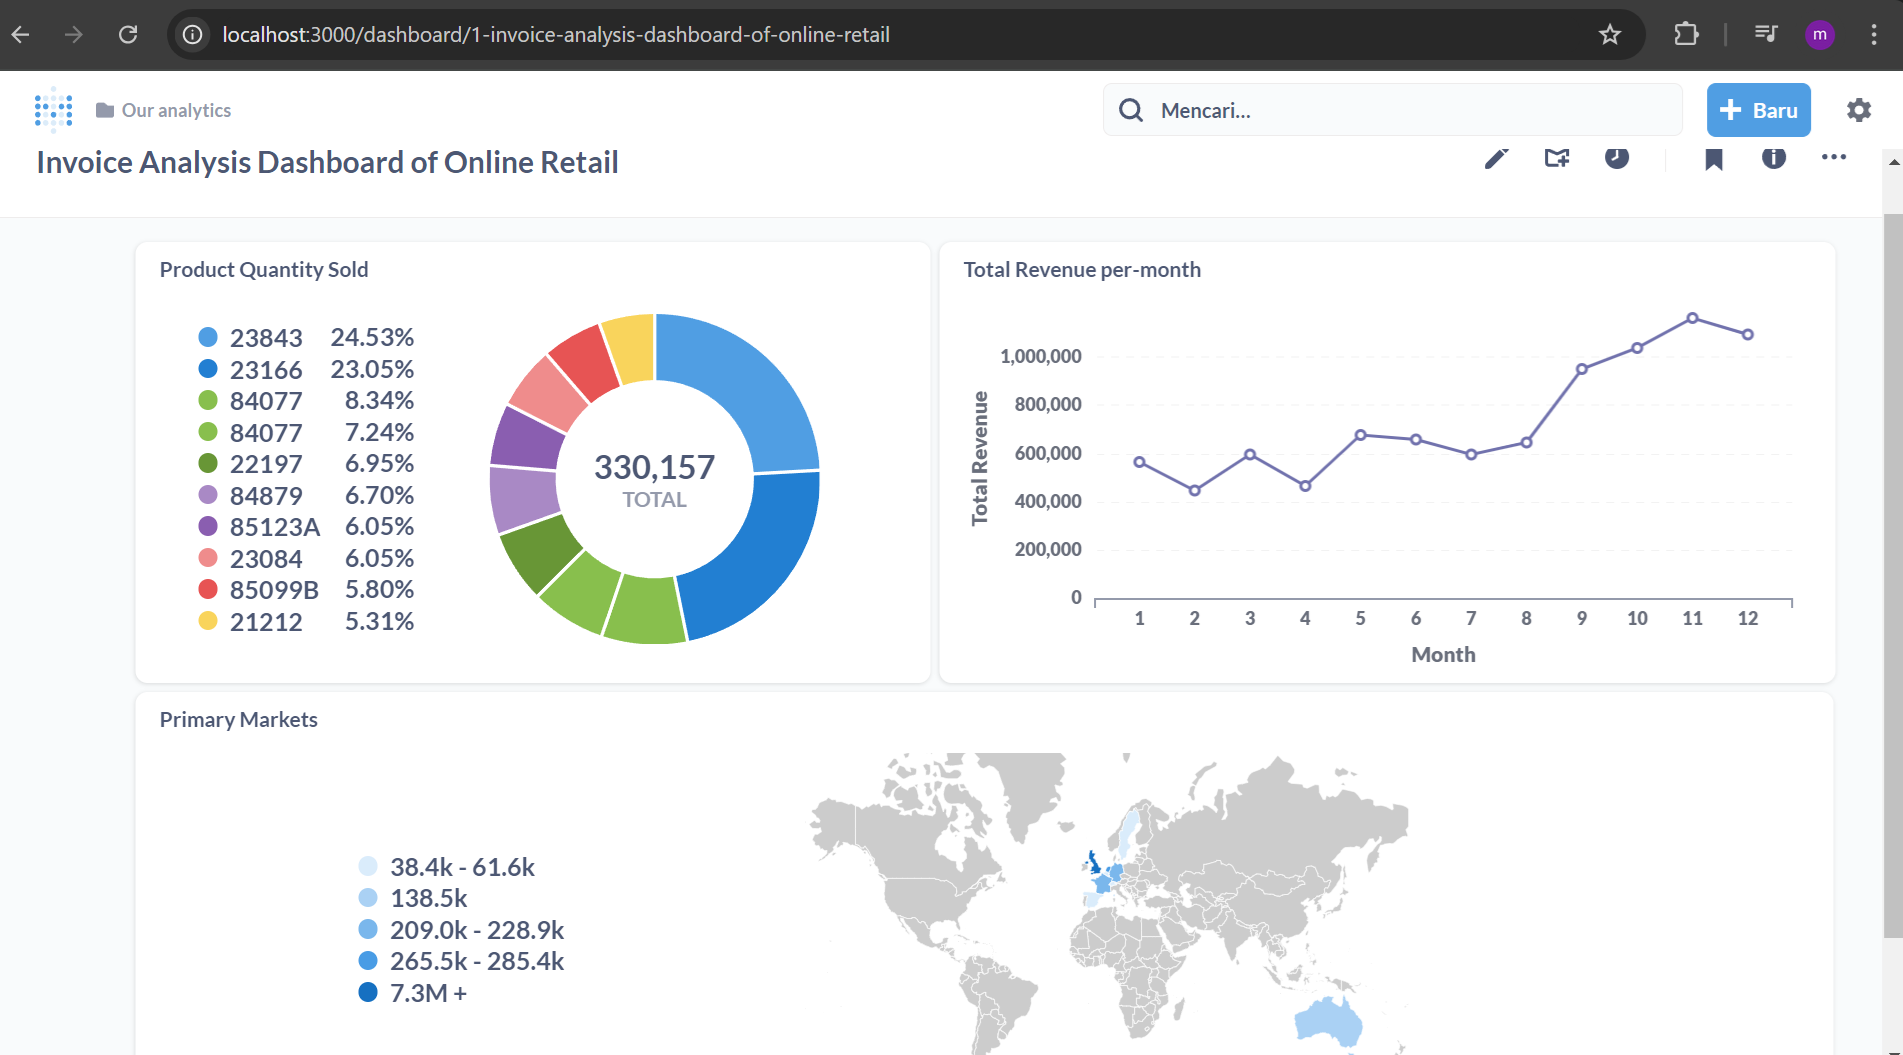 localhost:3000/dashboard/1-invoice-analysis-dashboard-of-online-retail
m
Our analytics
Mencari...
Baru
Invoice Analysis Dashboard of Online Retail
Product Quantity Sold
23843 24.53%
23166 23.05%
84077 8.34%
84077 7.24%
22197 6.95%
84879 6.70%
85123A 6.05%
23084 6.05%
85099B 5.80%
21212 5.31%
330,157
TOTAL
Total Revenue per-month
Total Revenue
1,000,000
800,000
600,000
400,000
200,000
0
1 2 3 4 5 6 7 8 9 10 11 12
Month
Primary Markets
38.4k - 61.6k
138.5k
209.0k - 228.9k
265.5k - 285.4k
7.3M +